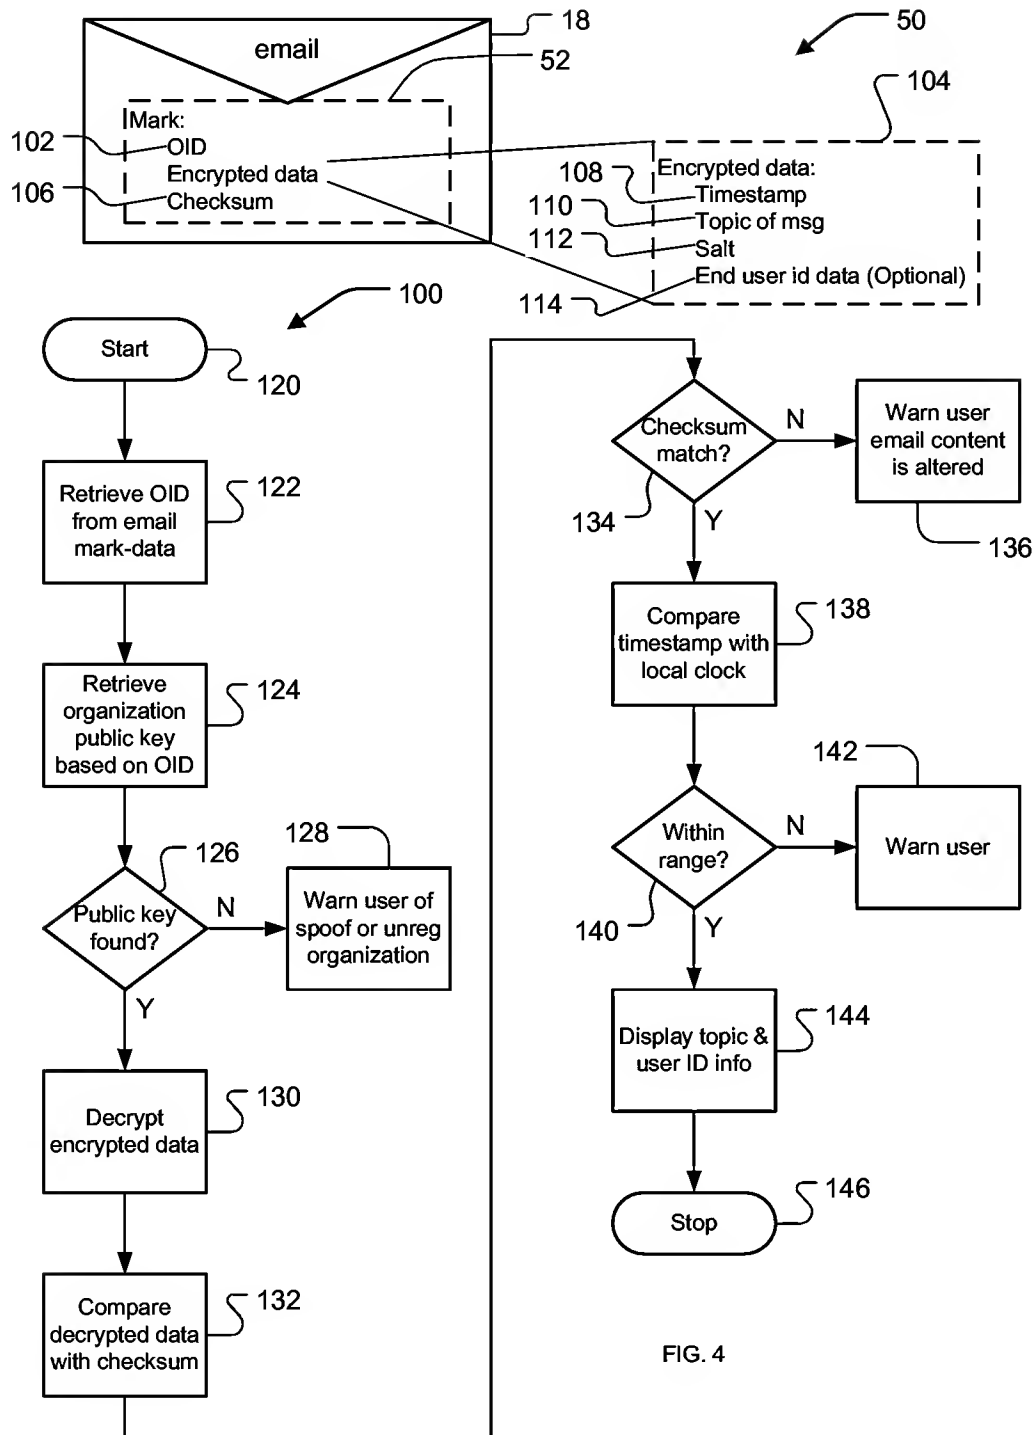 email
18
50
52
104
Mark:
102
OID
Encrypted data
106
Checksum
Encrypted data:
108
Timestamp
110
Topic of msg
112
Salt
End user id data (Optional)
114
100
Start
120
Retrieve OID
from email
mark-data
122
Retrieve
organization
public key
based on OID
124
126
Public key
found?
N
Y
128
Warn user of
spoof or unreg
organization
Decrypt
encrypted data
130
Compare
decrypted data
with checksum
132
Checksum
match?
134
N
Y
Warn user
email content
is altered
136
Compare
timestamp with
local clock
138
Within
range?
140
N
Y
142
Warn user
Display topic &
user ID info
144
Stop
146
FIG. 4